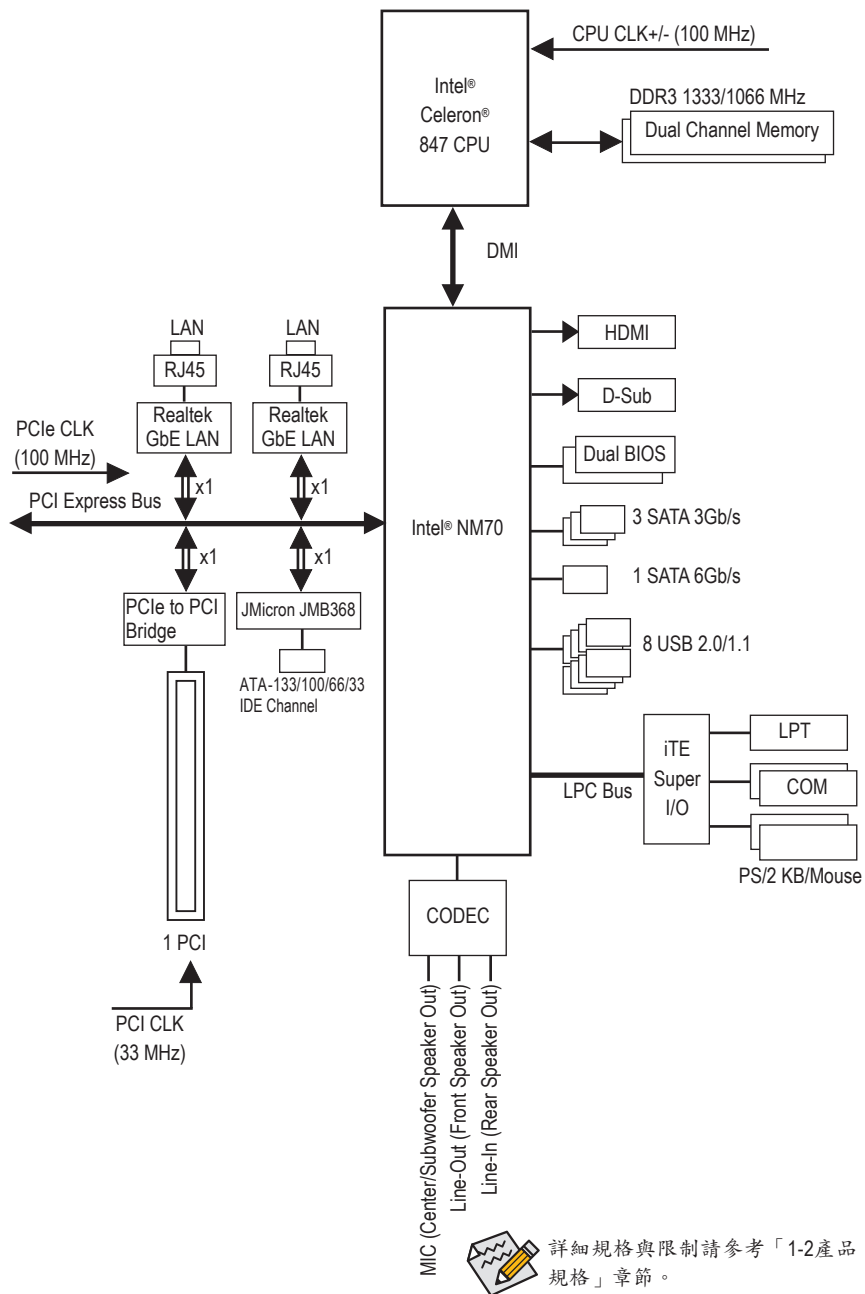 CPU CLK+/- (100 MHz)
Intel®
Celeron®
847 CPU
DDR3 1333/1066 MHz
Dual Channel Memory
DMI
LAN
RJ45
Realtek
GbE LAN
LAN
RJ45
Realtek
GbE LAN
PCIe CLK
(100 MHz)
x1
x1
PCI Express Bus
x1
x1
PCIe to PCI
Bridge
JMicron JMB368
ATA-133/100/66/33
IDE Channel
1 PCI
PCI CLK
(33 MHz)
Intel® NM70
HDMI
D-Sub
Dual BIOS
3 SATA 3Gb/s
1 SATA 6Gb/s
8 USB 2.0/1.1
LPC Bus
iTE
Super
I/O
LPT
COM
PS/2 KB/Mouse
CODEC
MIC (Center/Subwoofer Speaker Out)
Line-Out (Front Speaker Out)
Line-In (Rear Speaker Out)
詳細規格與限制請參考「1-2產品
規格」章節。